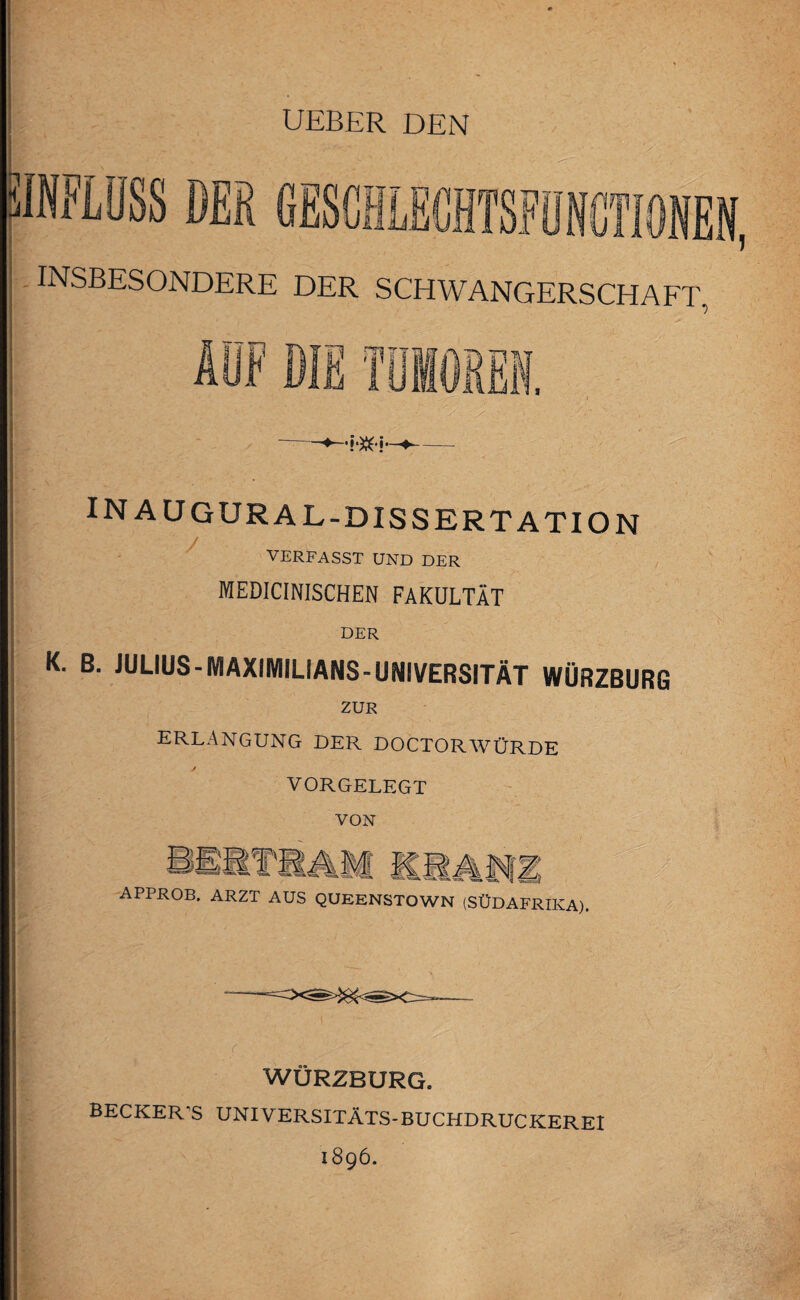 UEBER DEN
EINFLUSS DER GESCHLECHTSFUNCTIONEN,
INSBESONDERE DER SCHWANGERSCHAFT,
AUF DIE TUMOREN.
INAUGURAL-DISSERTATION
VERFASST UND DER
MEDICINISCHEN FAKULTÄT
DER
K. B. JULIUS-MAXIMILIANS-UNIVERSITÄT WÜRZBURG
ZUR
ERLANGUNG DER DOCTORWÜRDE
VORGELEGT
VON
BERTRAM KRANZ
APPROB. ARZT AUS QUEENSTOWN (SÜDAFRIKA).
WÜRZBURG.
BECKER'S UNIVERSITÄTS-BUCHDRUCKEREI
1896.